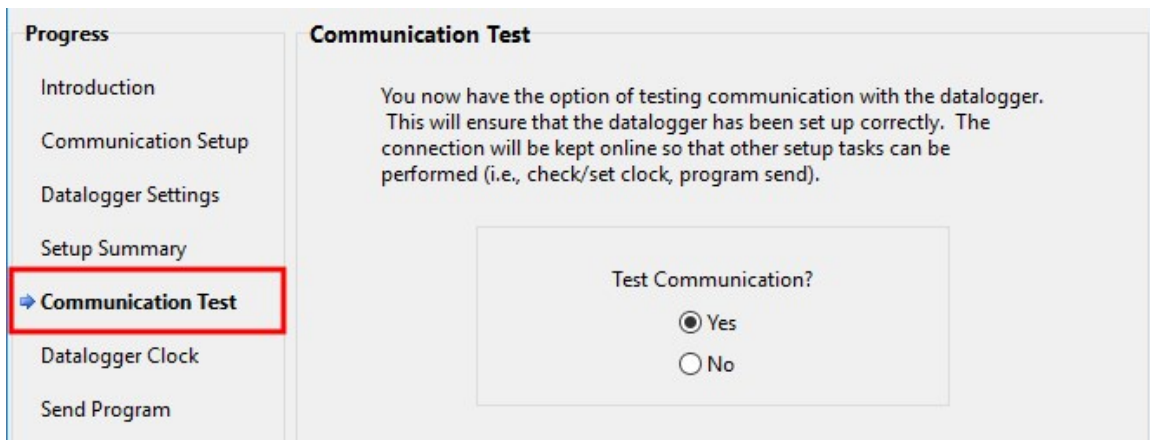 Progress
Introduction
Communication Setup
Datalogger Settings
Setup Summary
Communication Test
Datalogger Clock
Send Program
Communication Test
You now have the option of testing communication with the datalogger.
This will ensure that the datalogger has been set up correctly.  The
connection will be kept online so that other setup tasks can be
performed (i.e., check/set clock, program send).
Test Communication?
Yes
No